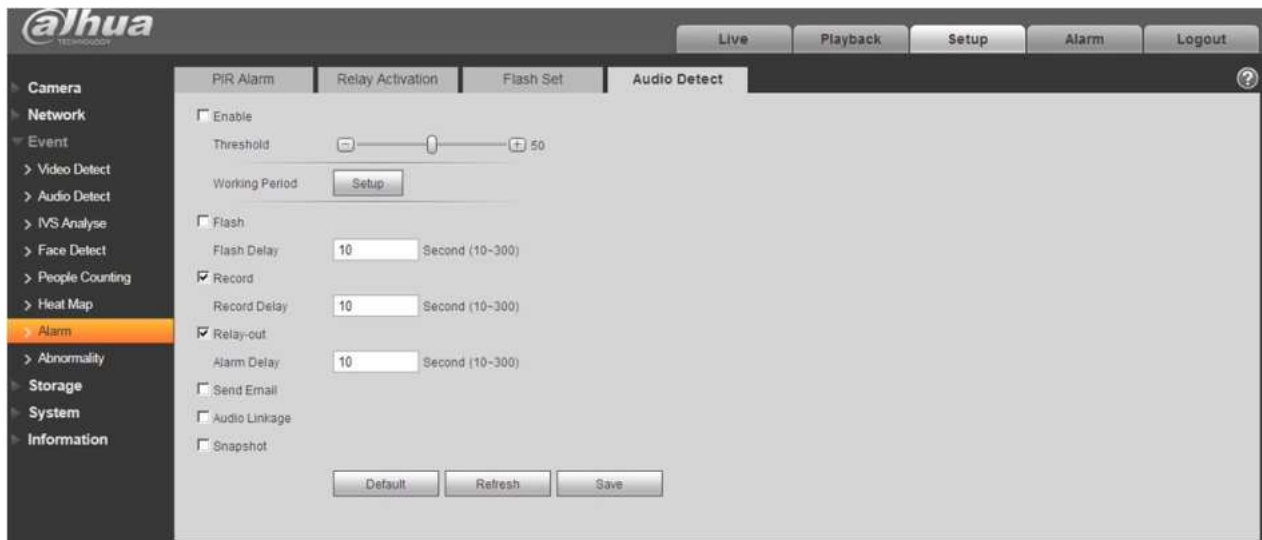 alhua
TECHNOLOGY
Live Playback Setup Alarm Logout
PIR Alarm Relay Activation Flash Set Audio Detect ?
Camera
Network
Event
> Video Detect
> Audio Detect
> IVS Analyse
> Face Detect
> People Counting
> Heat Map
> Alarm
> Abnormality
Storage
System
Information
Enable
Threshold 50
Working Period Setup
Flash
Flash Delay 10 Second (10~300)
Record
Record Delay 10 Second (10~300)
Relay-out
Alarm Delay 10 Second (10~300)
Send Email
Audio Linkage
Snapshot
Default Refresh Save